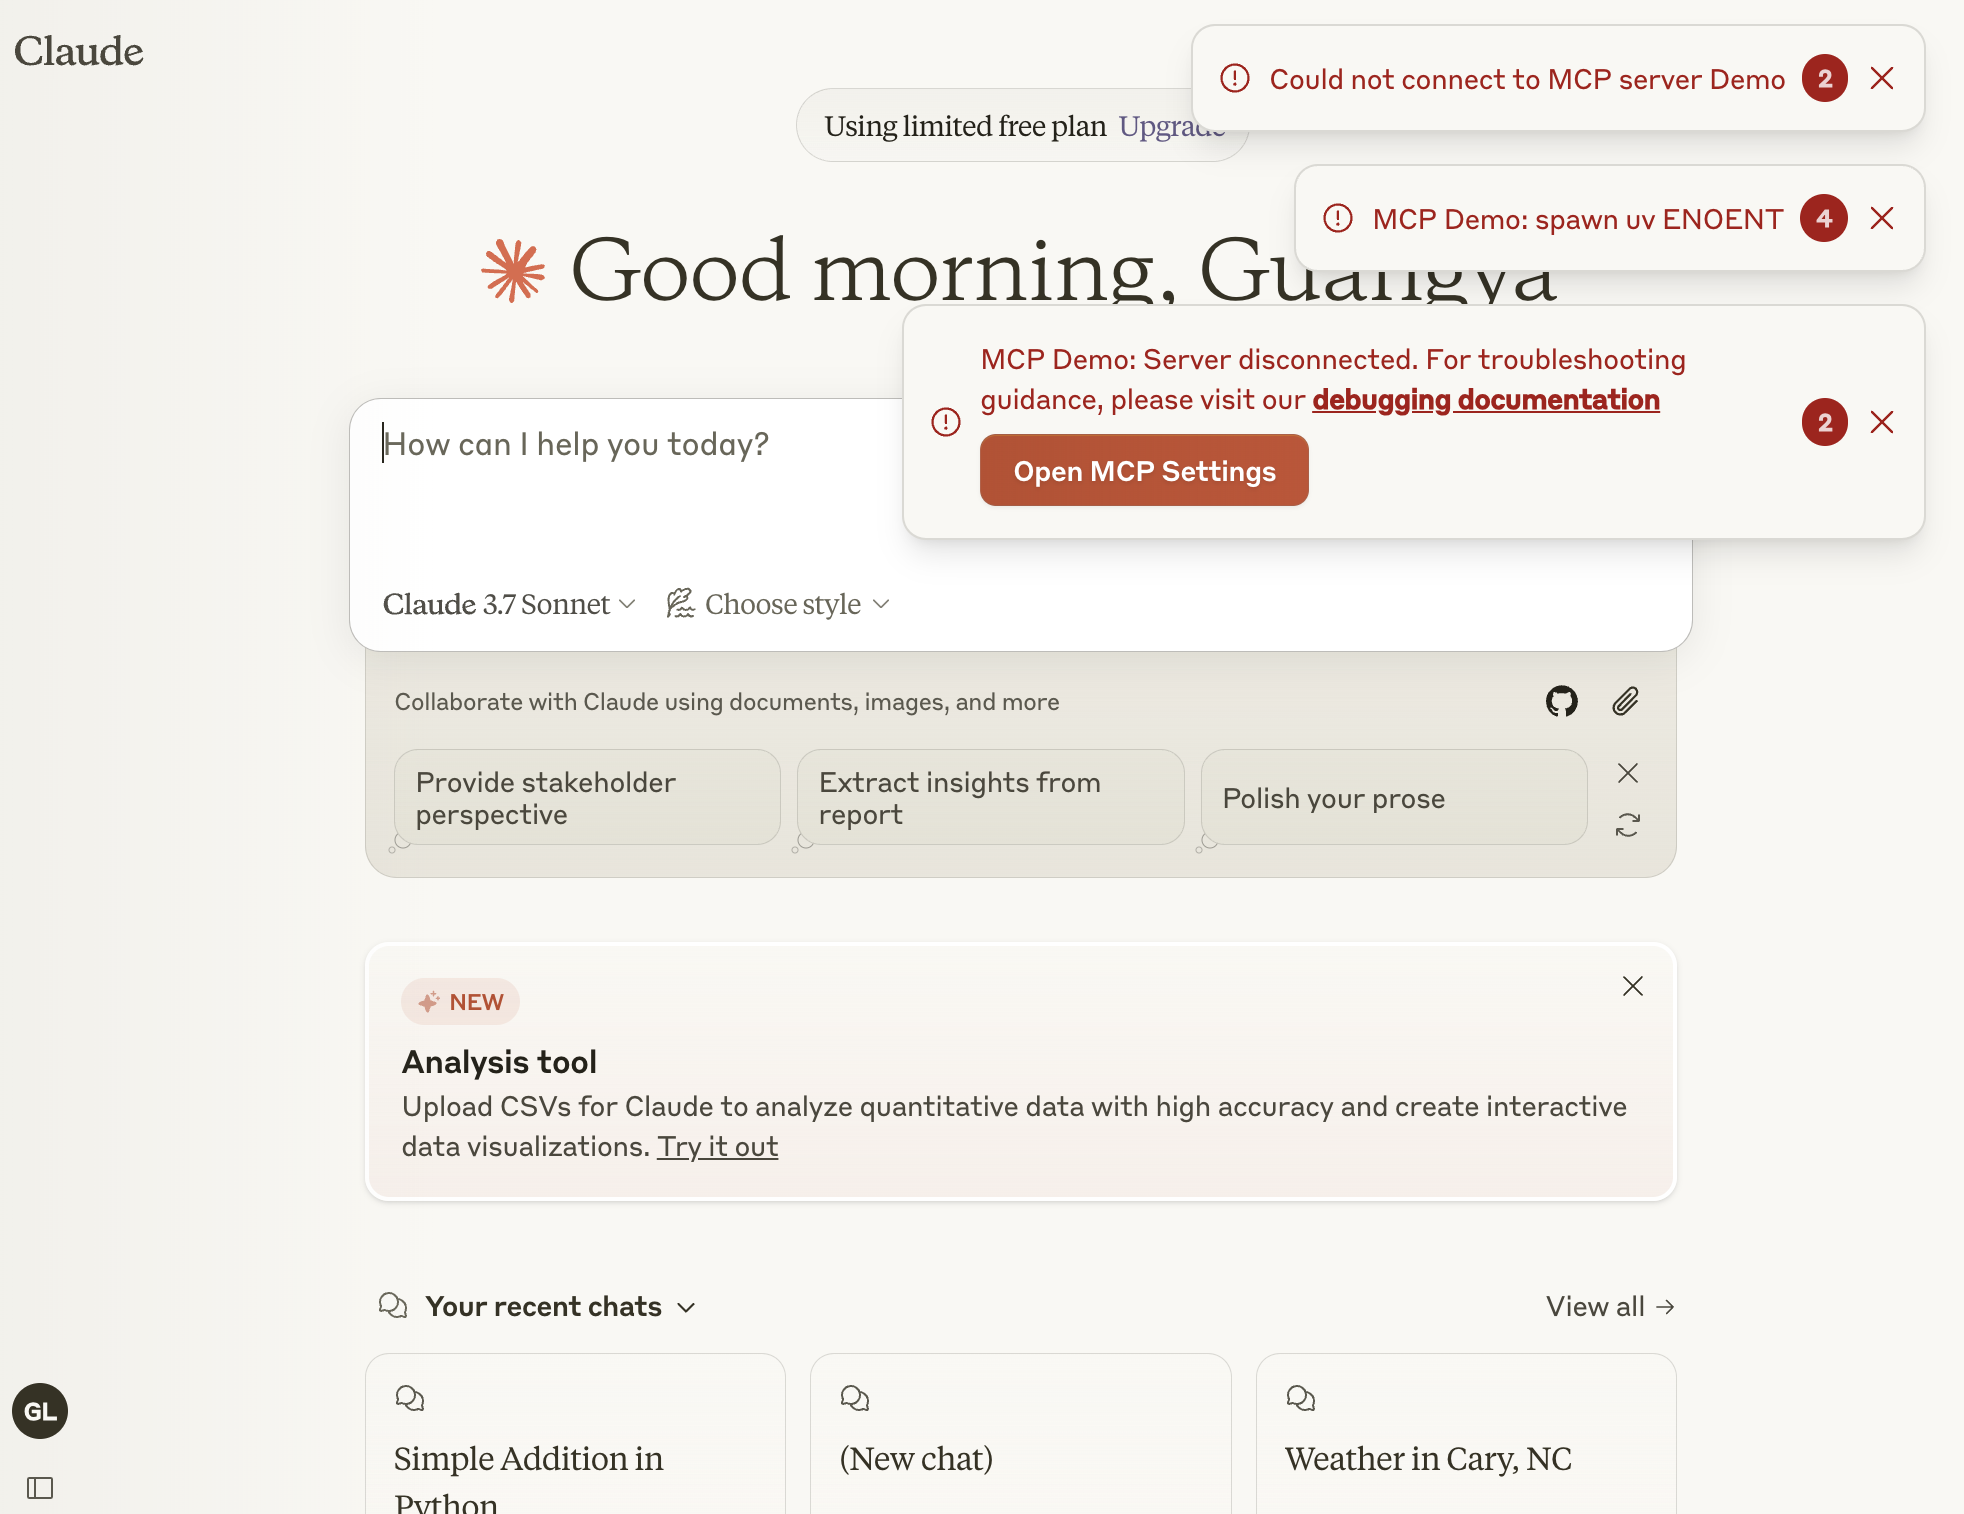 Claude
Could not connect to MCP server Demo 2
Using limited free plan Upgrade
MCP Demo: spawn uv ENOENT 4
Good morning, Guangya
MCP Demo: Server disconnected. For troubleshooting
guidance, please visit our debugging documentation
2
Open MCP Settings
How can I help you today?
Claude 3.7 Sonnet
Choose style
Collaborate with Claude using documents, images, and more
Provide stakeholder
perspective
Extract insights from
report
Polish your prose
NEW
Analysis tool
Upload CSVs for Claude to analyze quantitative data with high accuracy and create interactive
data visualizations. Try it out
Your recent chats
View all
GL
Simple Addition in
Python
(New chat)
Weather in Cary, NC